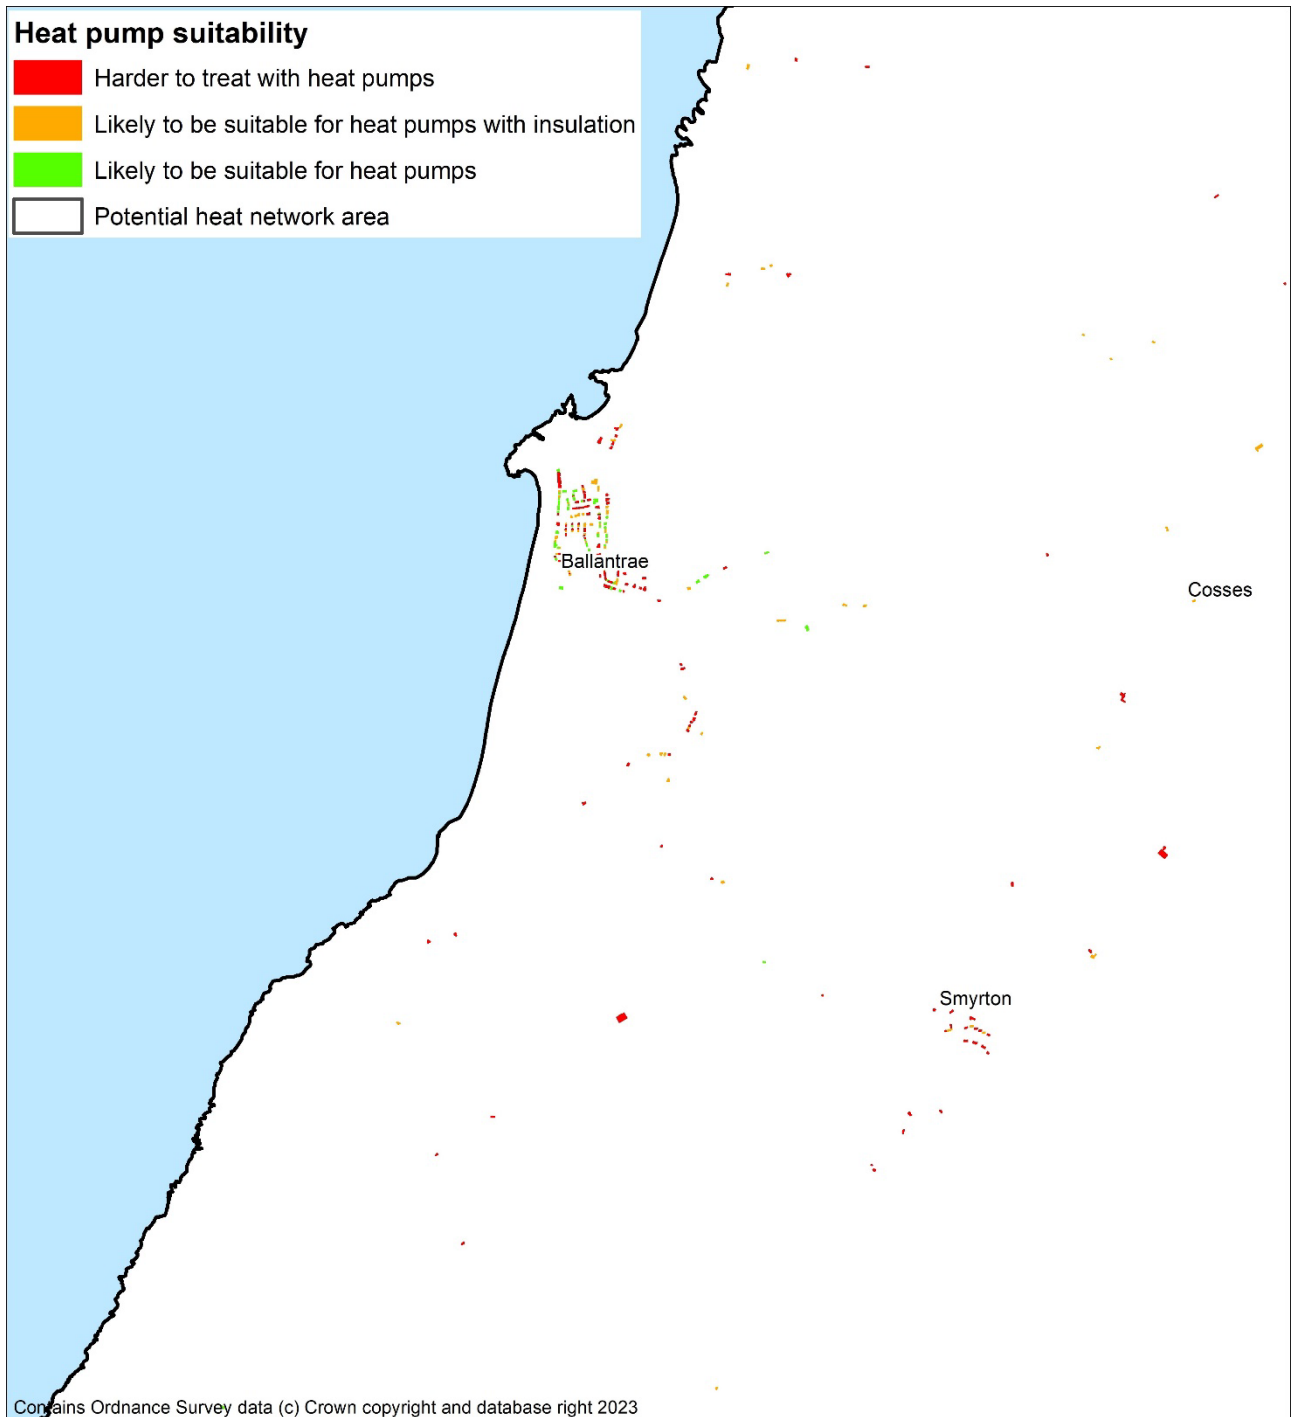 Heat pump suitability
Harder to treat with heat pumps
Likely to be suitable for heat pumps with insulation
Likely to be suitable for heat pumps
Potential heat network area
Ballantrae
Cosses
Smyrton
Contains Ordnance Survey data (c) Crown copyright and database right 2023